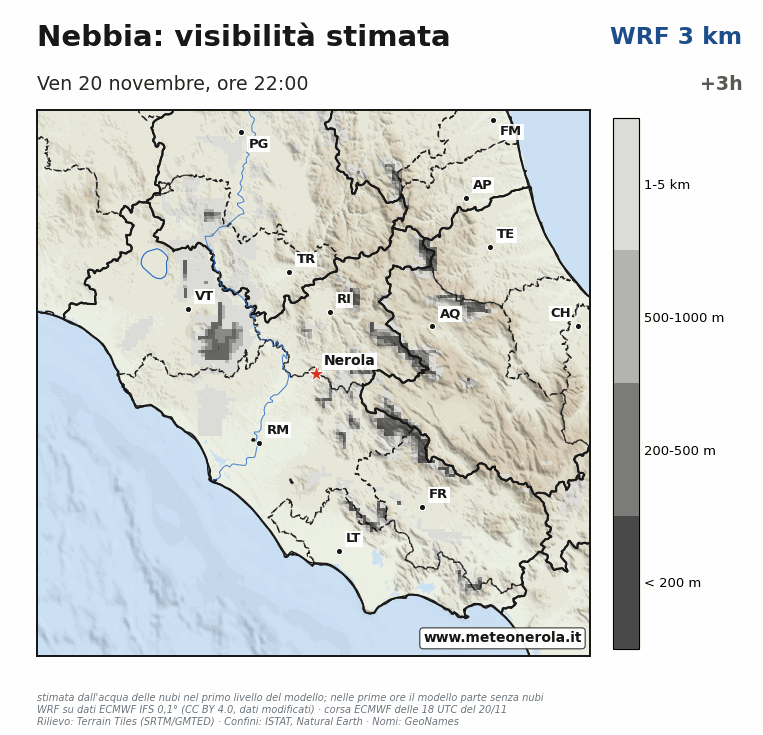 Nebbia: visibilità stimata
WRF 3 km
Ven 20 novembre, ore 22:00
+3h
FM
PG
AP
TE
TR
VT
RI
AQ
CH
Nerola
RM
FR
LT
www.meteonerola.it
1-5 km
500-1000 m
200-500 m
< 200 m
stimata dall'acqua delle nubi nel primo livello del modello; nelle prime ore il modello parte senza nubi
WRF su dati ECMWF IFS 0,1° (CC BY 4.0, dati modificati) · corsa ECMWF delle 18 UTC del 20/11
Rilievo: Terrain Tiles (SRTM/GMTED) · Confini: ISTAT, Natural Earth · Nomi: GeoNames